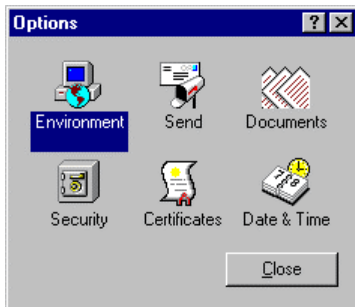 Options
Environment Send Documents
Security Certificates Date & Time
Close